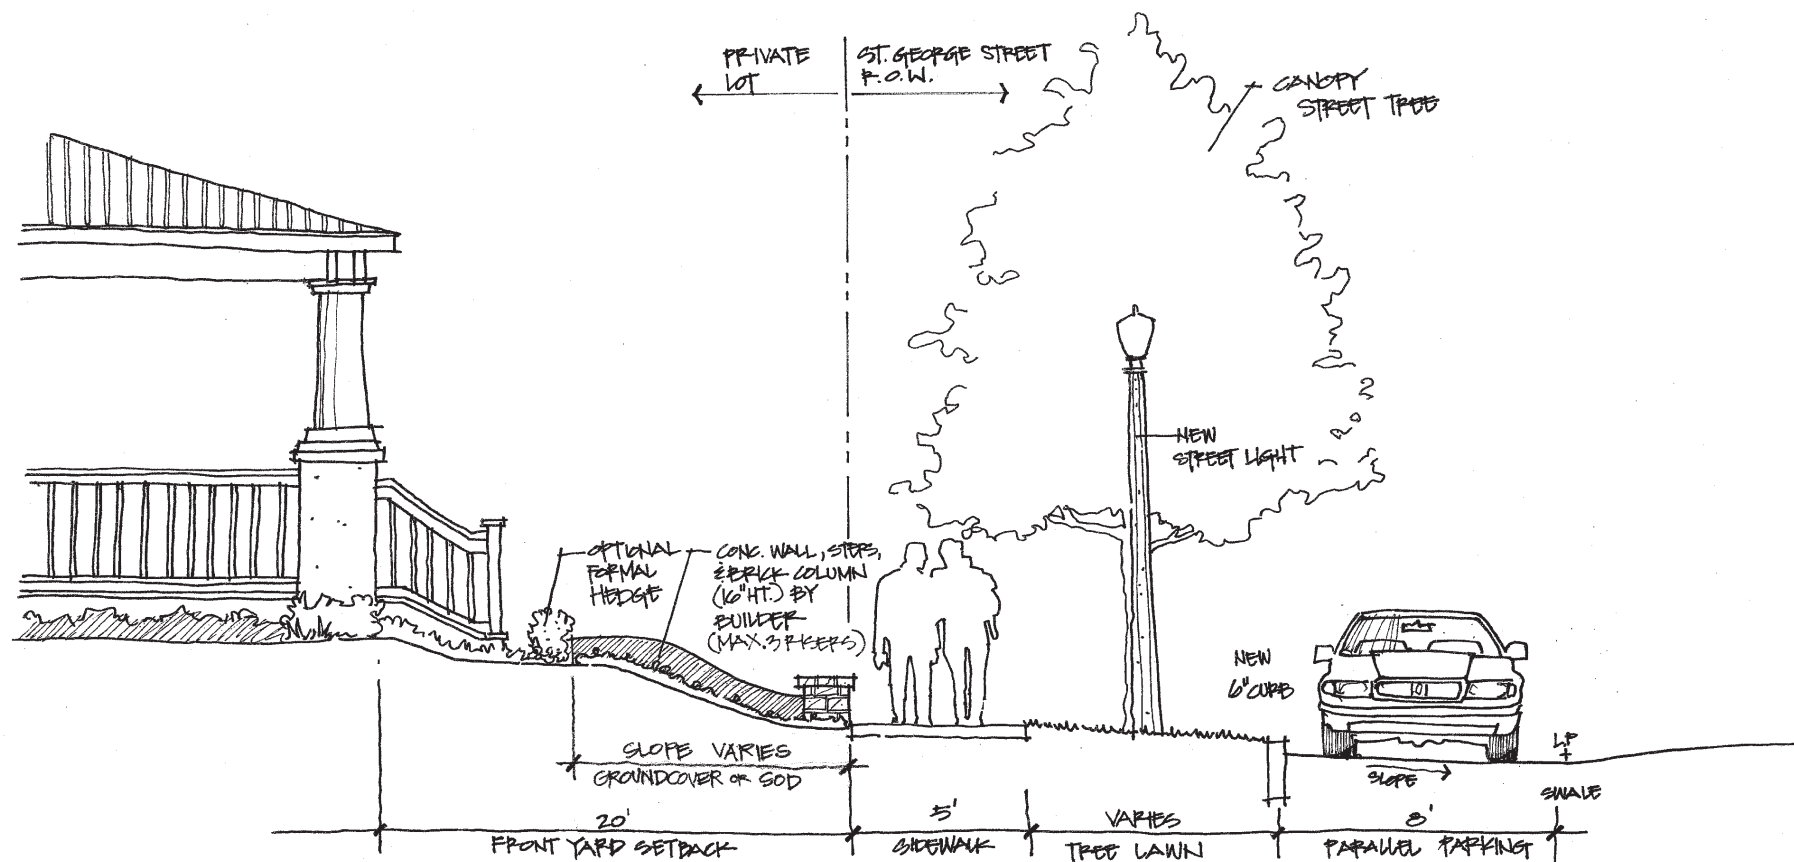 PRIVATE
LOT
ST. GEORGE STREET
R.O.W.
CANOPY
STREET TREE
NEW
STREET LIGHT
OPTIONAL
FORMAL
HEDGE
CONC. WALL, STEPS,
& BRICK COLUMN
(16" HT.) BY
BUILDER
(MAX. 3 RISERS)
NEW
6" CURB
SLOPE VARIES
GROUNDCOVER OR SOD
LP
SLOPE
SWALE
20'
FRONT YARD SETBACK
5'
SIDEWALK
VARIES
TREE LAWN
8'
PARALLEL PARKING